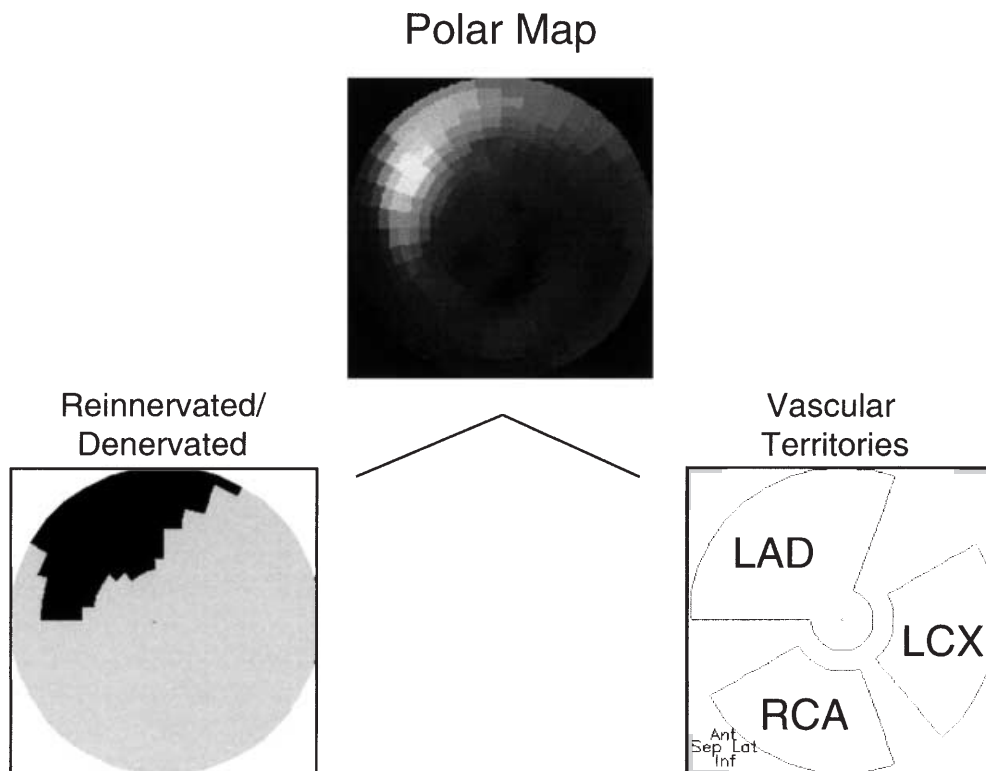 Polar Map
Reinnervated/
Denervated
Vascular
Territories
LAD
LCX
RCA
Ant
Sep Lat
Inf